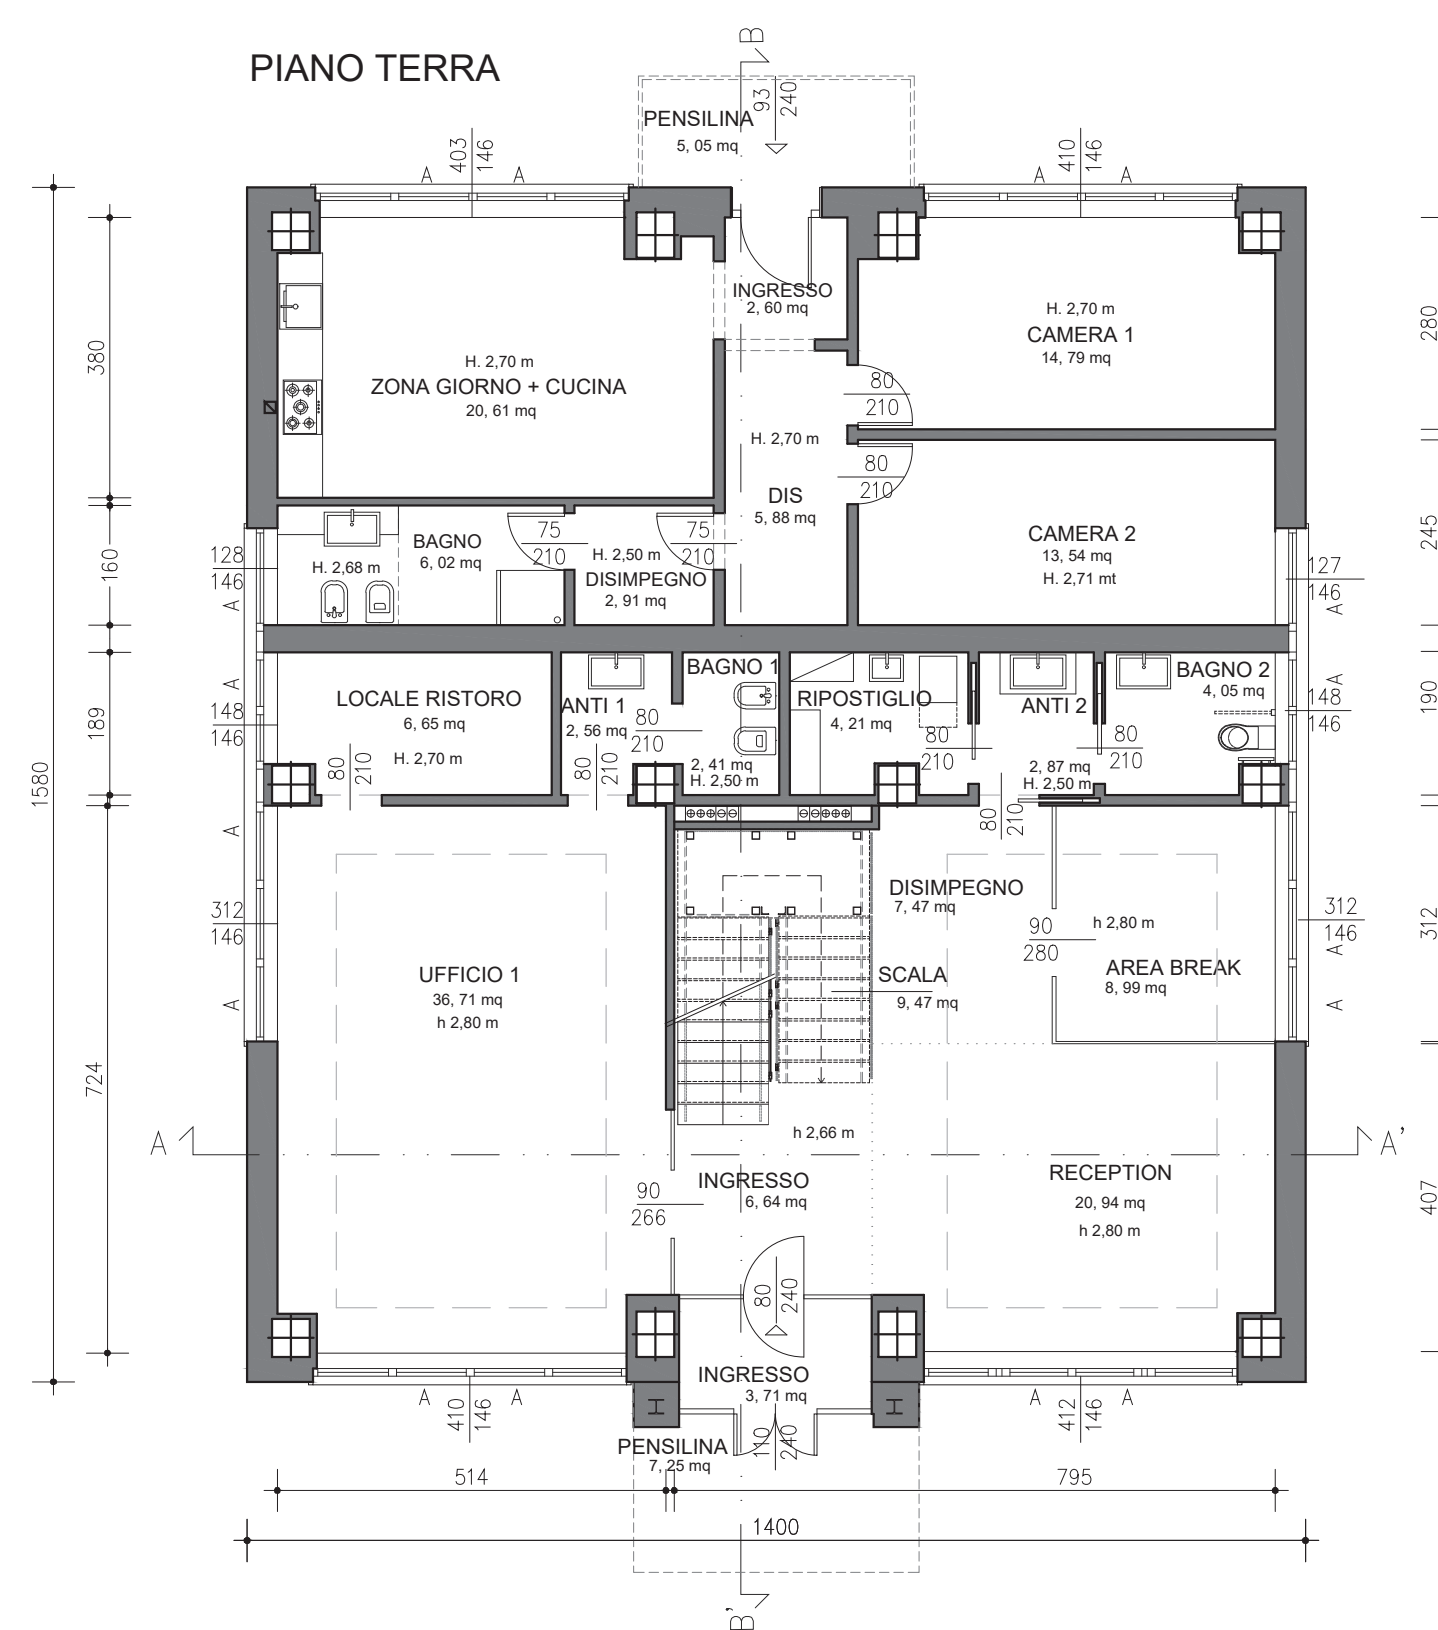 B
PIANO TERRA
93
240
PENSILINA
5, 05 mq
403
146
A
A
410
146
A
A
INGRESSO
2, 60 mq
H. 2,70 m
CAMERA 1
14, 79 mq
280
380
H. 2,70 m
ZONA GIORNO + CUCINA
20, 61 mq
80
210
H. 2,70 m
80
210
DIS
5, 88 mq
CAMERA 2
13, 54 mq
H. 2,71 mt
245
BAGNO
6, 02 mq
H. 2,68 m
75
210
H. 2,50 m
DISIMPEGNO
2, 91 mq
75
210
128
146
A
160
127
146
A
LOCALE RISTORO
6, 65 mq
H. 2,70 m
ANTI 1
2, 56 mq
BAGNO 1
80
210
2, 41 mq
H. 2,50 m
RIPOSTIGLIO
4, 21 mq
80
210
ANTI 2
2, 87 mq
H. 2,50 m
80
210
BAGNO 2
4, 05 mq
A
148
146
A
148
146
189
190
80
210
80
210
80
210
1580
A
A
312
146
A
UFFICIO 1
36, 71 mq
h 2,80 m
DISIMPEGNO
7, 47 mq
90
280
h 2,80 m
AREA BREAK
8, 99 mq
SCALA
9, 47 mq
312
146
A
A
312
724
h 2,66 m
A
A'
INGRESSO
6, 64 mq
90
266
RECEPTION
20, 94 mq
h 2,80 m
407
80
240
INGRESSO
3, 71 mq
H
H
A
A
410
146
A
A
412
146
110
240
PENSILINA
7, 25 mq
514
795
1400
B'